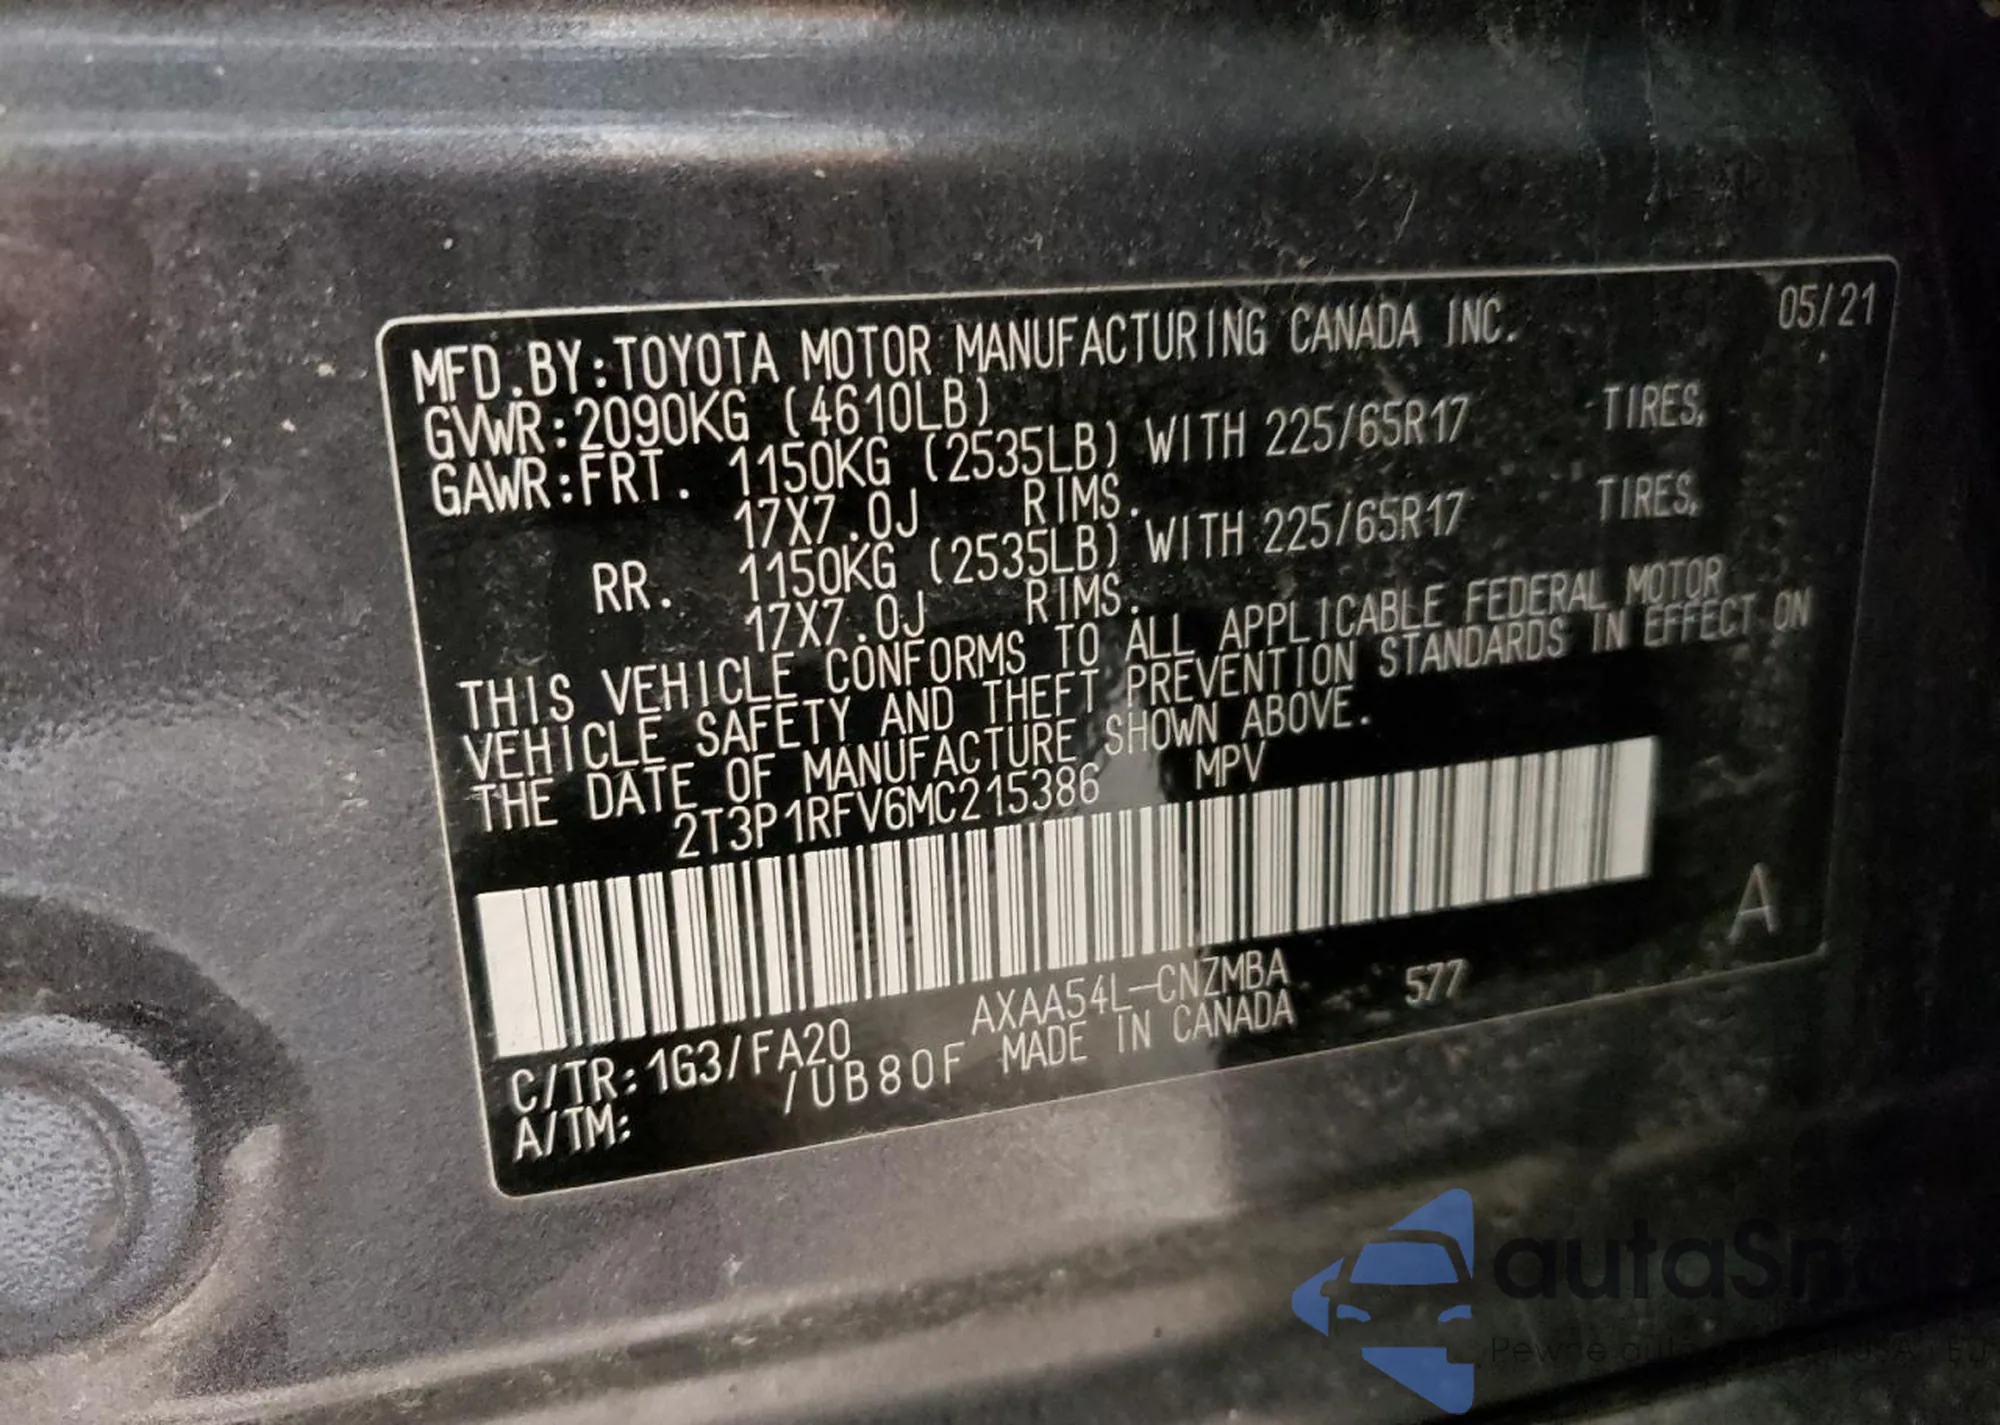 05/21
MFD.BY:TOYOTA MOTOR MANUFACTURING CANADA INC.
GVWR:2090KG (4610LB)
GAWR:FRT. 1150KG (2535LB) WITH 225/65R17 TIRES,
17X7.0J RIMS.
RR. 1150KG (2535LB) WITH 225/65R17 TIRES,
17X7.0J RIMS.
THIS VEHICLE CONFORMS TO ALL APPLICABLE FEDERAL MOTOR
VEHICLE SAFETY AND THEFT PREVENTION STANDARDS IN EFFECT ON
THE DATE OF MANUFACTURE SHOWN ABOVE.
2T3P1RFV6MC215386 MPV
A
AXAA54L-CNZMBA 577
C/TR:1G3/FA20 MADE IN CANADA
A/TM: /UB80F
Pewne